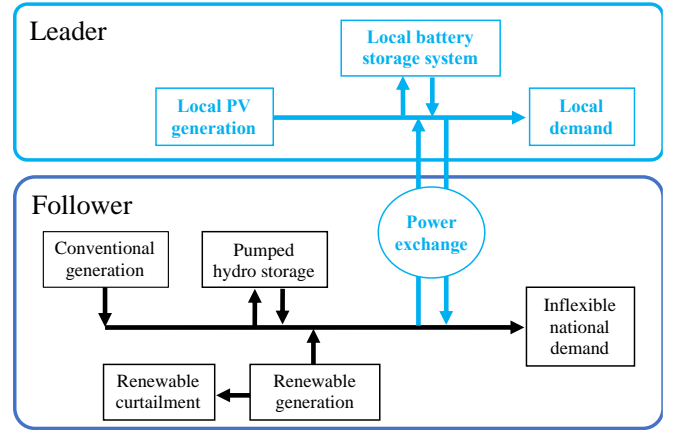 Leader
Local battery
storage system
Local PV
generation
Local
demand
Follower
Power
exchange
Conventional
generation
Pumped
hydro storage
Inflexible
national
demand
Renewable
curtailment
Renewable
generation